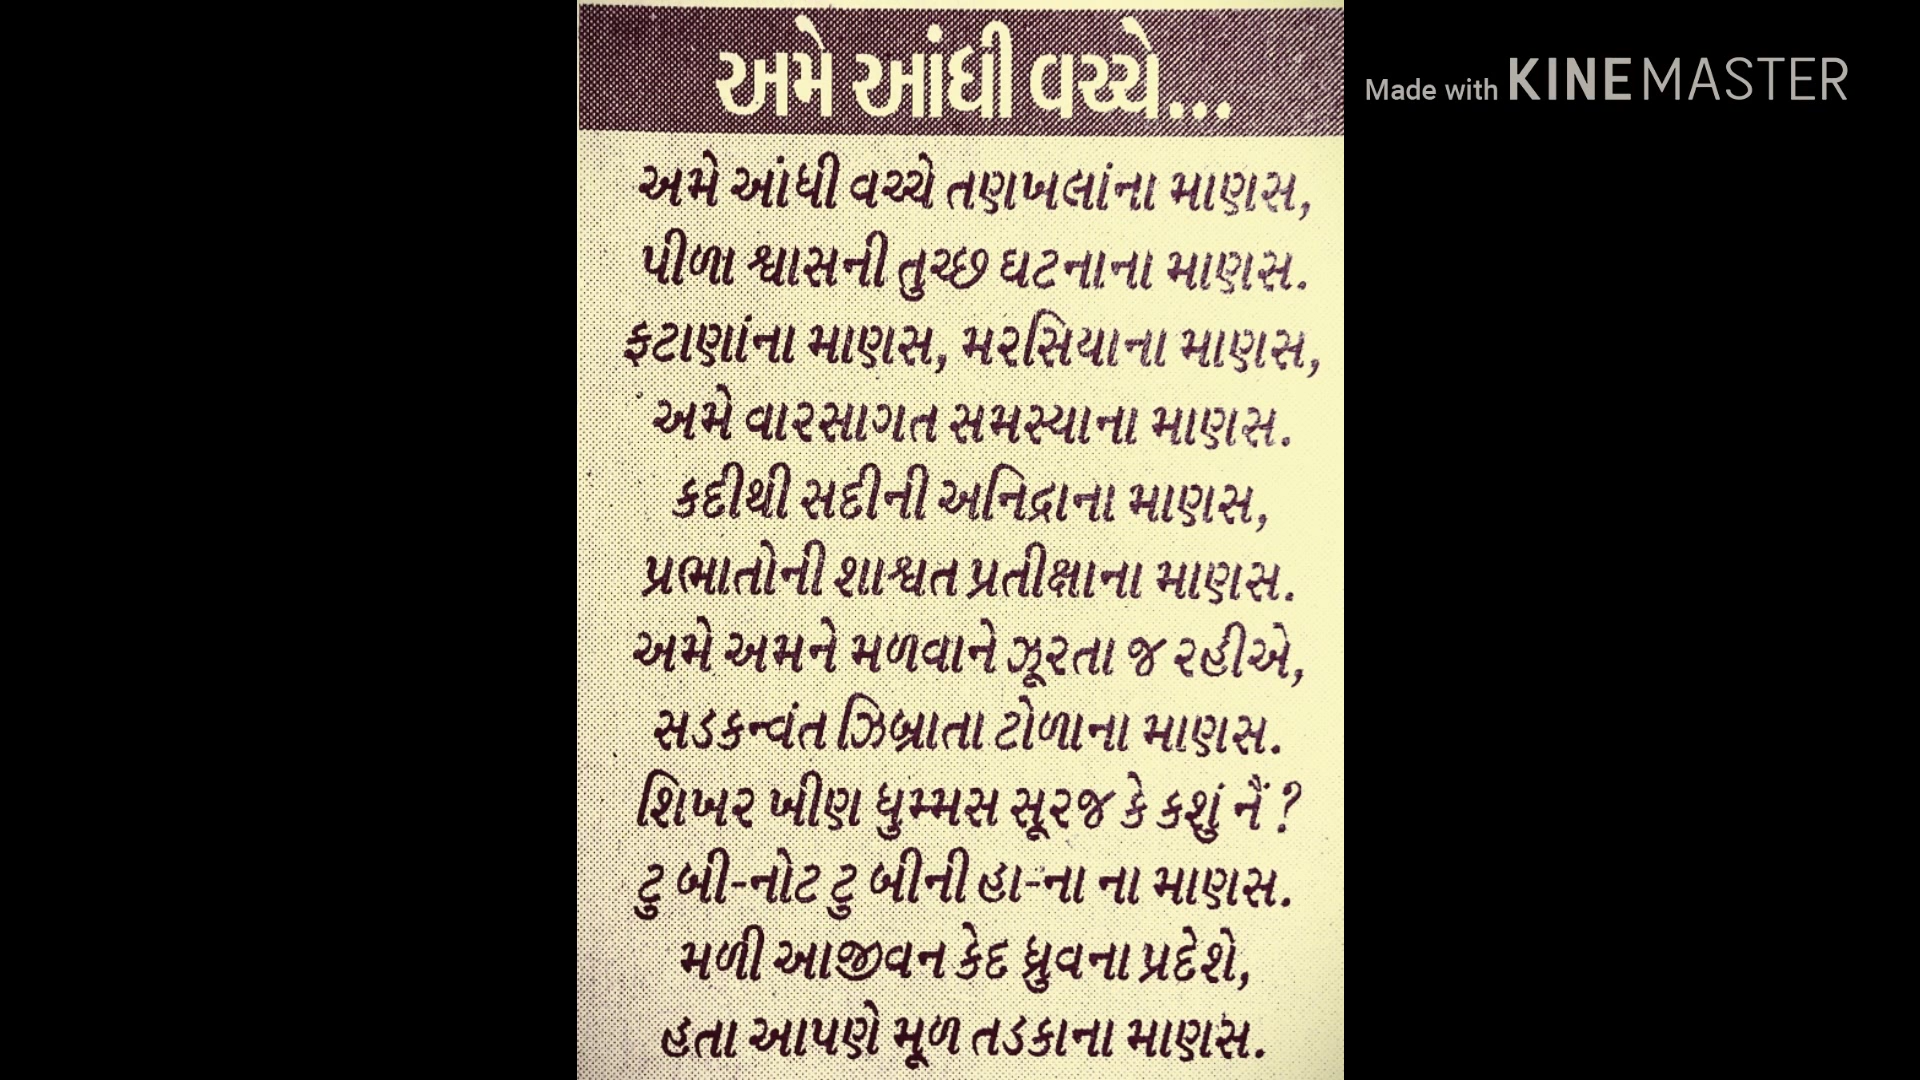 અમે આંધી વચ્ચે...
Made with KINEMASTER
અમે આંધી વચ્ચે તણખલાંના માણસ,
પીળા શ્વાસની તુચ્છ ઘટનાના માણસ.
ફટાણાંના માણસ, મરસિયાના માણસ,
અમે વારસાગત સમસ્યાના માણસ.
કદીથી સદીની અનિદ્રાના માણસ,
પ્રભાતોની શાશ્વત પ્રતીક્ષાના માણસ.
અમે અમને મળવાને ઝૂરતા જ રહીએ,
સડકન્વંત ઝિબ્રાતા ટોળાના માણસ.
શિખર ખીણ ધુમ્મસ સૂરજ કે કશું નૈં ?
ટુ બી-નોટ ટુ બીની હા-ના ના માણસ.
મળી આજીવન કેદ ધ્રુવના પ્રદેશે,
હતા આપણે મૂળ તડકાના માણસ.